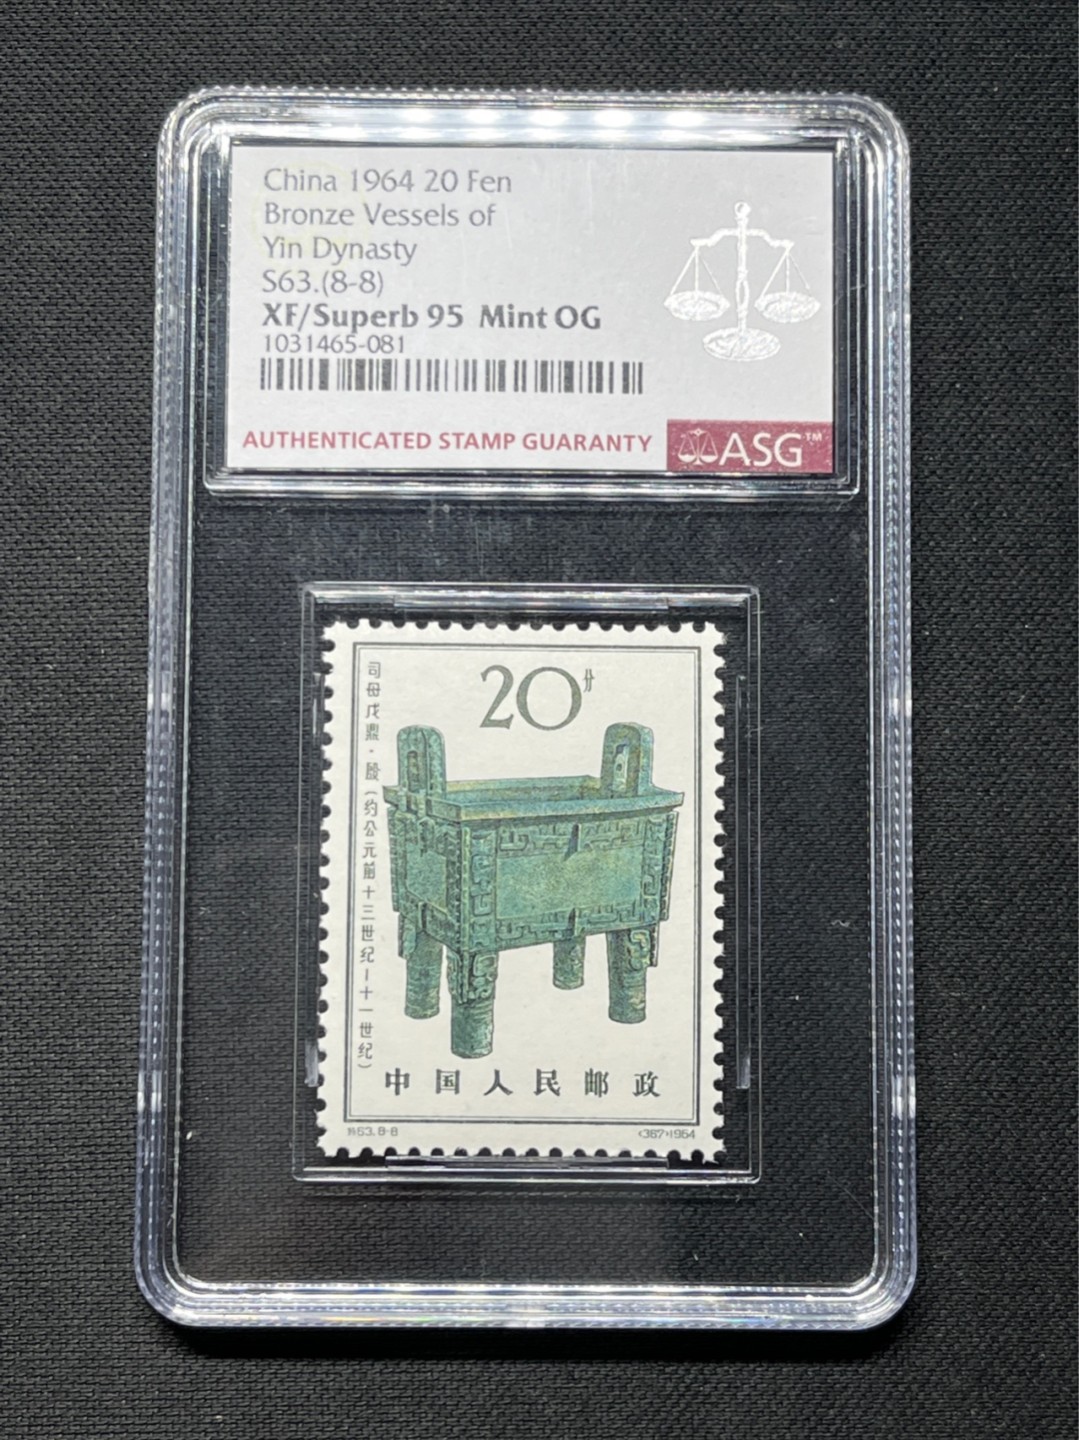 China 1964 20 Fen
Bronze Vessels of
Yin Dynasty
S63.(8-8)
XF/Superb 95 Mint OG
1031465-081
AUTHENTICATED STAMP GUARANTY
ASG™
20分
司母戊鼎·殷(约公元前十三世纪—十一世纪)
中国人民邮政
特63.8-8
<367>1964